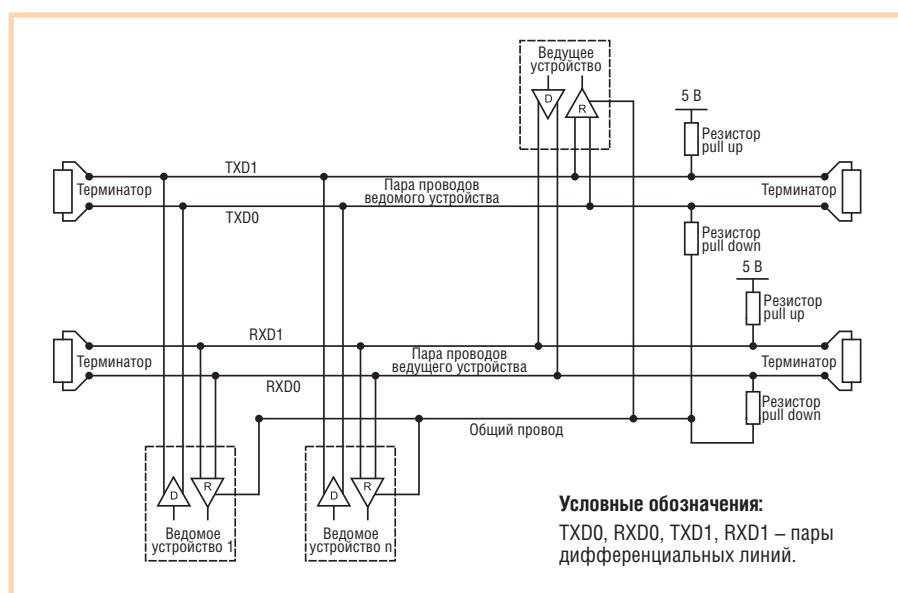 Ведущее
устройство
D
R
5 В
Резистор
pull up
TXD1
Терминатор
Пара проводов
ведомого устройства
Терминатор
TXD0
Резистор
pull down
5 В
Резистор
pull up
RXD1
Терминатор
Пара проводов
ведущего устройства
Терминатор
RXD0
Резистор
pull down
Общий провод
D
R
D
R
Ведомое
устройство 1
Ведомое
устройство n
Условные обозначения:
TXD0, RXD0, TXD1, RXD1 – пары
дифференциальных линий.